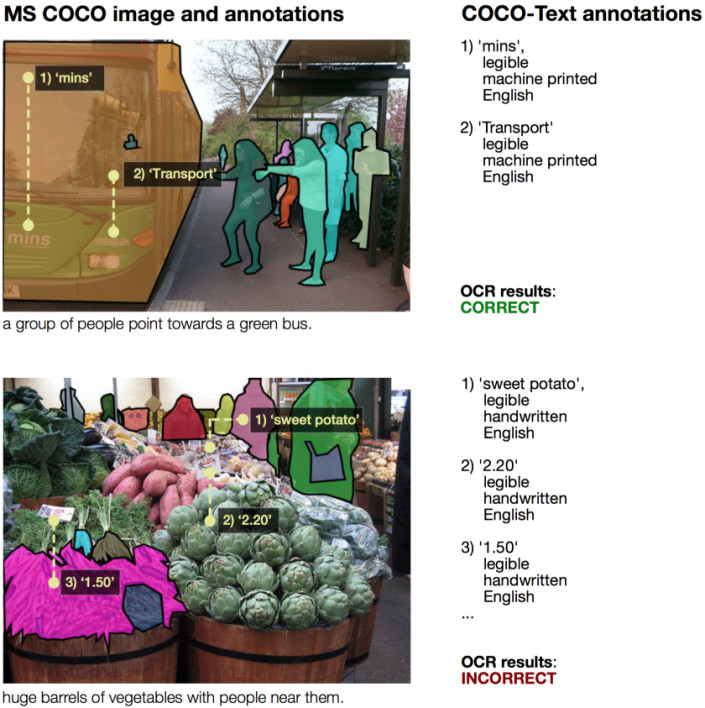 MS COCO image and annotations
COCO-Text annotations
1) 'mins'
2) 'Transport'
mins
Transport
a group of people point towards a green bus.
1) 'mins',
legible
machine printed
English
2) 'Transport'
legible
machine printed
English
OCR results:
CORRECT
1) 'sweet potato'
2) '2.20'
3) '1.50'
huge barrels of vegetables with people near them.
1) 'sweet potato',
legible
handwritten
English
2) '2.20'
legible
handwritten
English
3) '1.50'
legible
handwritten
English
...
OCR results:
INCORRECT